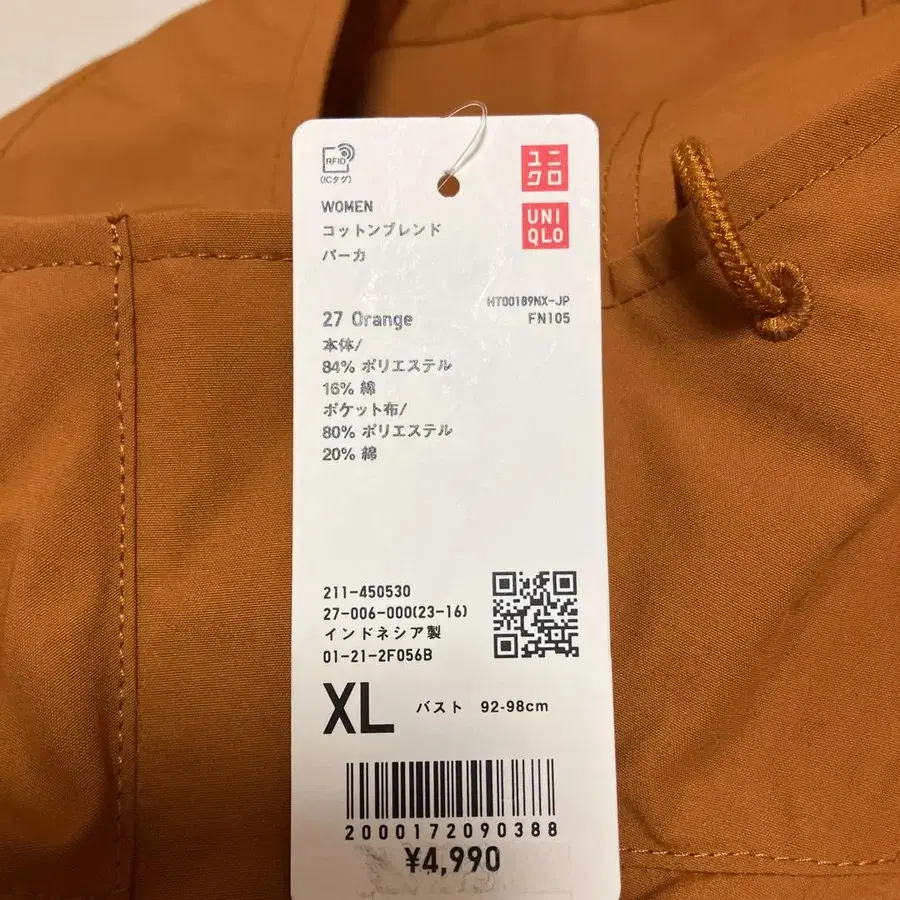 RFID
(ICタグ)
ユニ
クロ
UNI
QLO
WOMEN
コットンブレンド
パーカ
HT00189NX-JP
27 Orange
FN105
本体/
84% ポリエステル
16% 綿
ポケット布/
80% ポリエステル
20% 綿
211-450530
27-006-000(23-16)
インドネシア製
01-21-2F056B
XL バスト 92-98cm
2000172090388
¥4,990